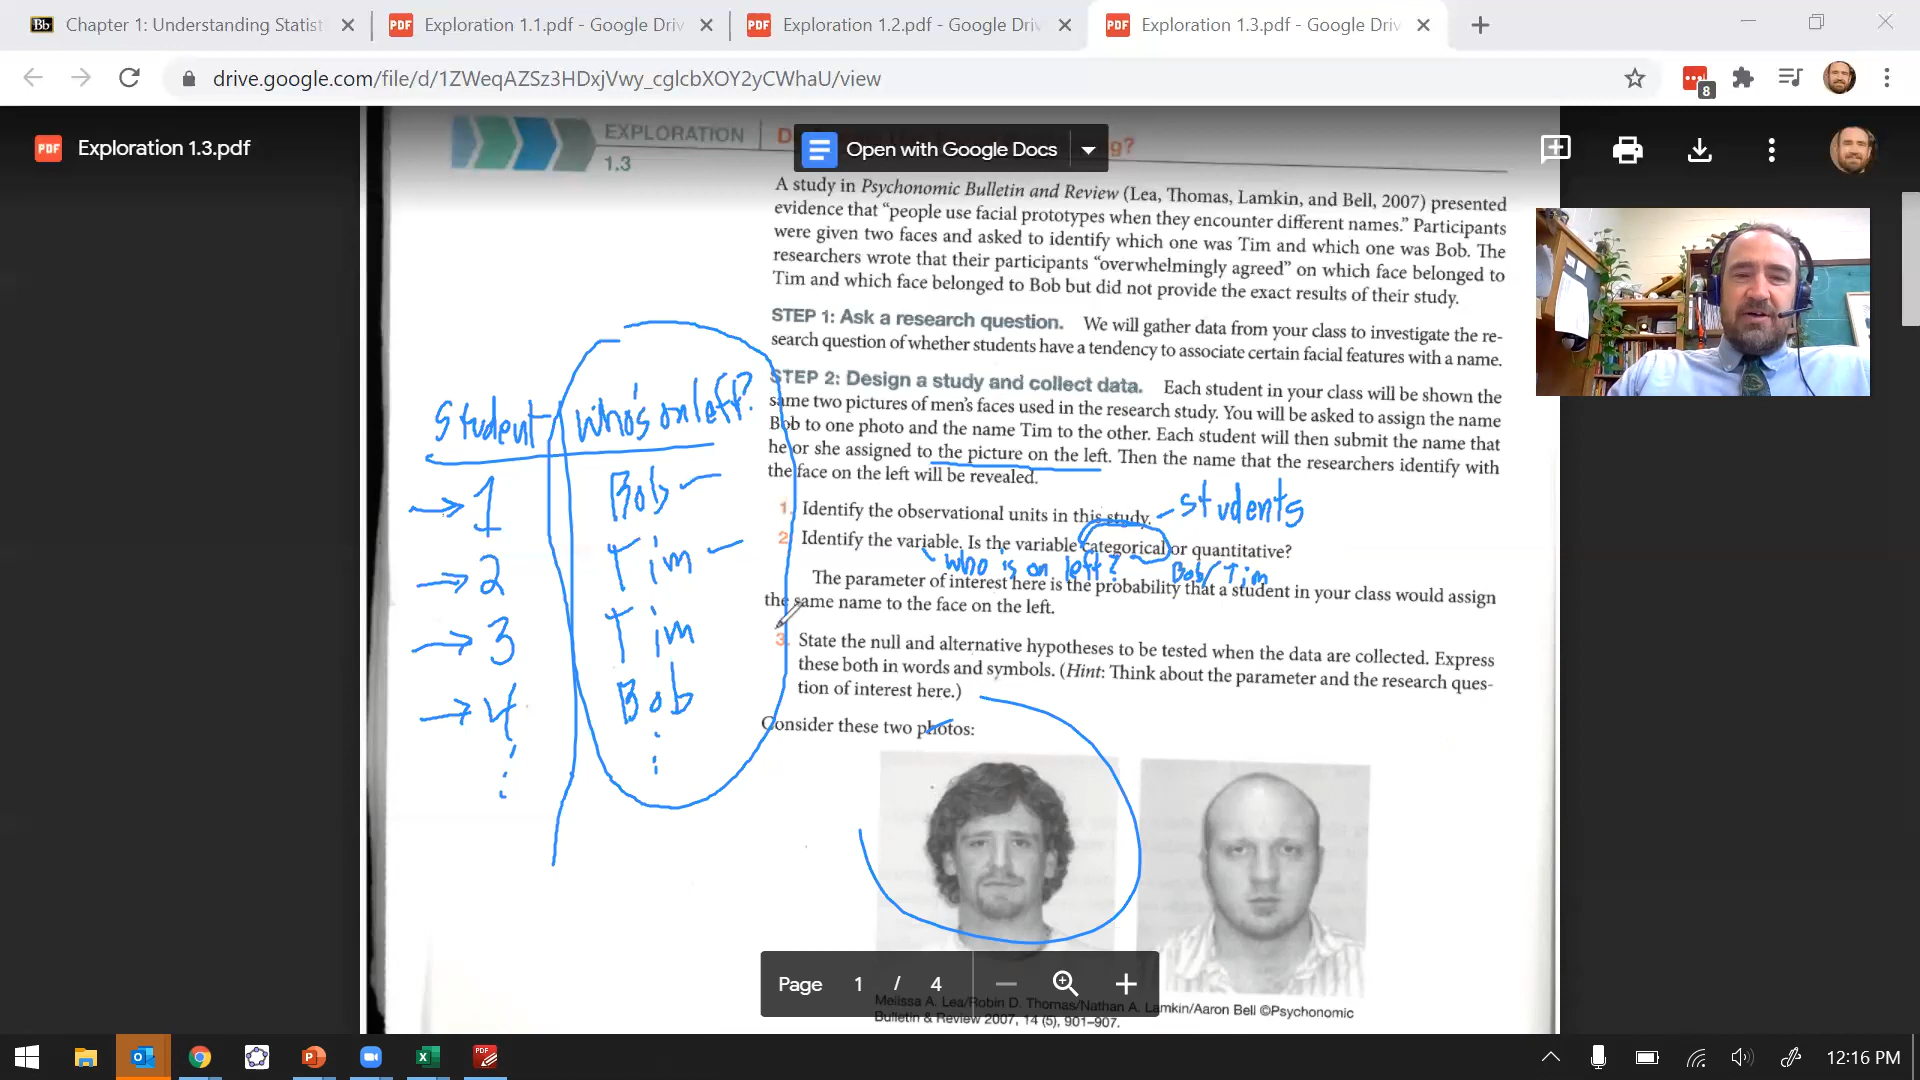 Chapter 1: Understanding Statist
Exploration 1.1.pdf - Google Driv
Exploration 1.2.pdf - Google Driv
Exploration 1.3.pdf - Google Driv
drive.google.com/file/d/1ZWeqAZSz3HDxjVwy_cglcbXOY2yCWhaU/view
8
PDF
Exploration 1.3.pdf
Open with Google Docs
EXPLORATION
1.3
g?
A study in Psychonomic Bulletin and Review (Lea, Thomas, Lamkin, and Bell, 2007) presented
evidence that “people use facial prototypes when they encounter different names.” Participants
were given two faces and asked to identify which one was Tim and which one was Bob. The
researchers wrote that their participants “overwhelmingly agreed” on which face belonged to
Tim and which face belonged to Bob but did not provide the exact results of their study.
STEP 1: Ask a research question. We will gather data from your class to investigate the re-
search question of whether students have a tendency to associate certain facial features with a name.
STEP 2: Design a study and collect data. Each student in your class will be shown the
same two pictures of men's faces used in the research study. You will be asked to assign the name
Bob to one photo and the name Tim to the other. Each student will then submit the name that
he or she assigned to the picture on the left. Then the name that the researchers identify with
the face on the left will be revealed.
1. Identify the observational units in this study. - students
2. Identify the variable. Is the variable categorical or quantitative?
who is on left? - Bob/Tim
The parameter of interest here is the probability that a student in your class would assign
the same name to the face on the left.
3. State the null and alternative hypotheses to be tested when the data are collected. Express
these both in words and symbols. (Hint: Think about the parameter and the research ques-
tion of interest here.)
Consider these two photos:
student who's on left?
→ 1 Bob -
→ 2 Tim -
→ 3 Tim
→ 4 Bob
Page 1 / 4
Melissa A. Lea/Robin D. Thomas/Nathan A. Lamkin/Aaron Bell ©Psychonomic
Bulletin & Review 2007, 14 (5), 901–907.
12:16 PM